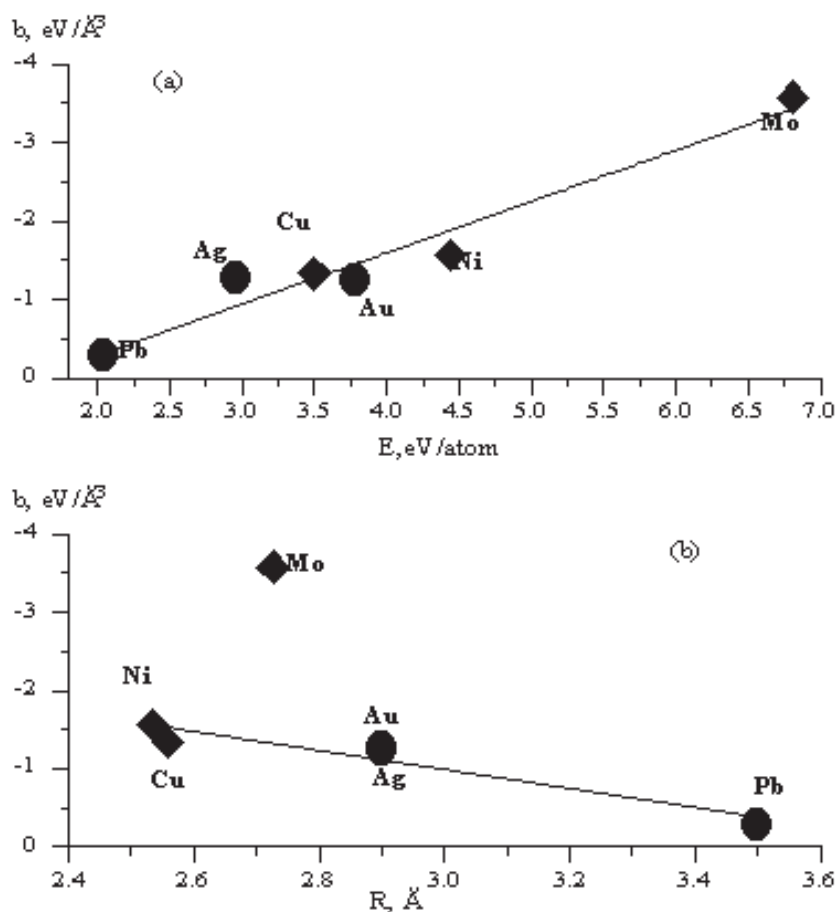 b, eV/Å³
-4
(a)
Mo
-3
-2
Cu
Ag
Ni
-1
Au
Pb
0
2.0 2.5 3.0 3.5 4.0 4.5 5.0 5.5 6.0 6.5 7.0
E,eV/atom
b, eV/Å³
-4
(b)
Mo
-3
Ni
-2
Au
-1
Cu
Ag
Pb
0
2.4 2.6 2.8 3.0 3.2 3.4 3.6
R, Å